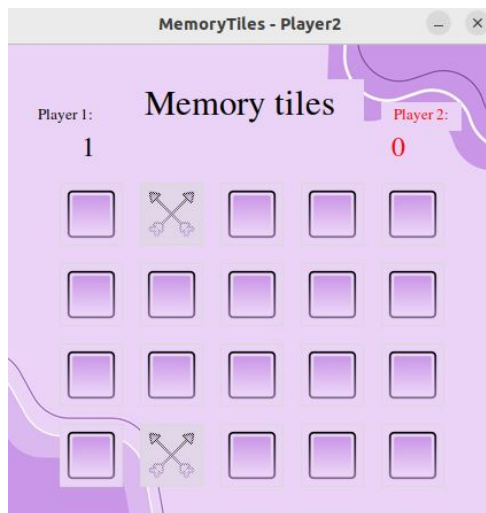 MemoryTiles - Player2
Memory tiles
Player 1:
Player 2:
1
0